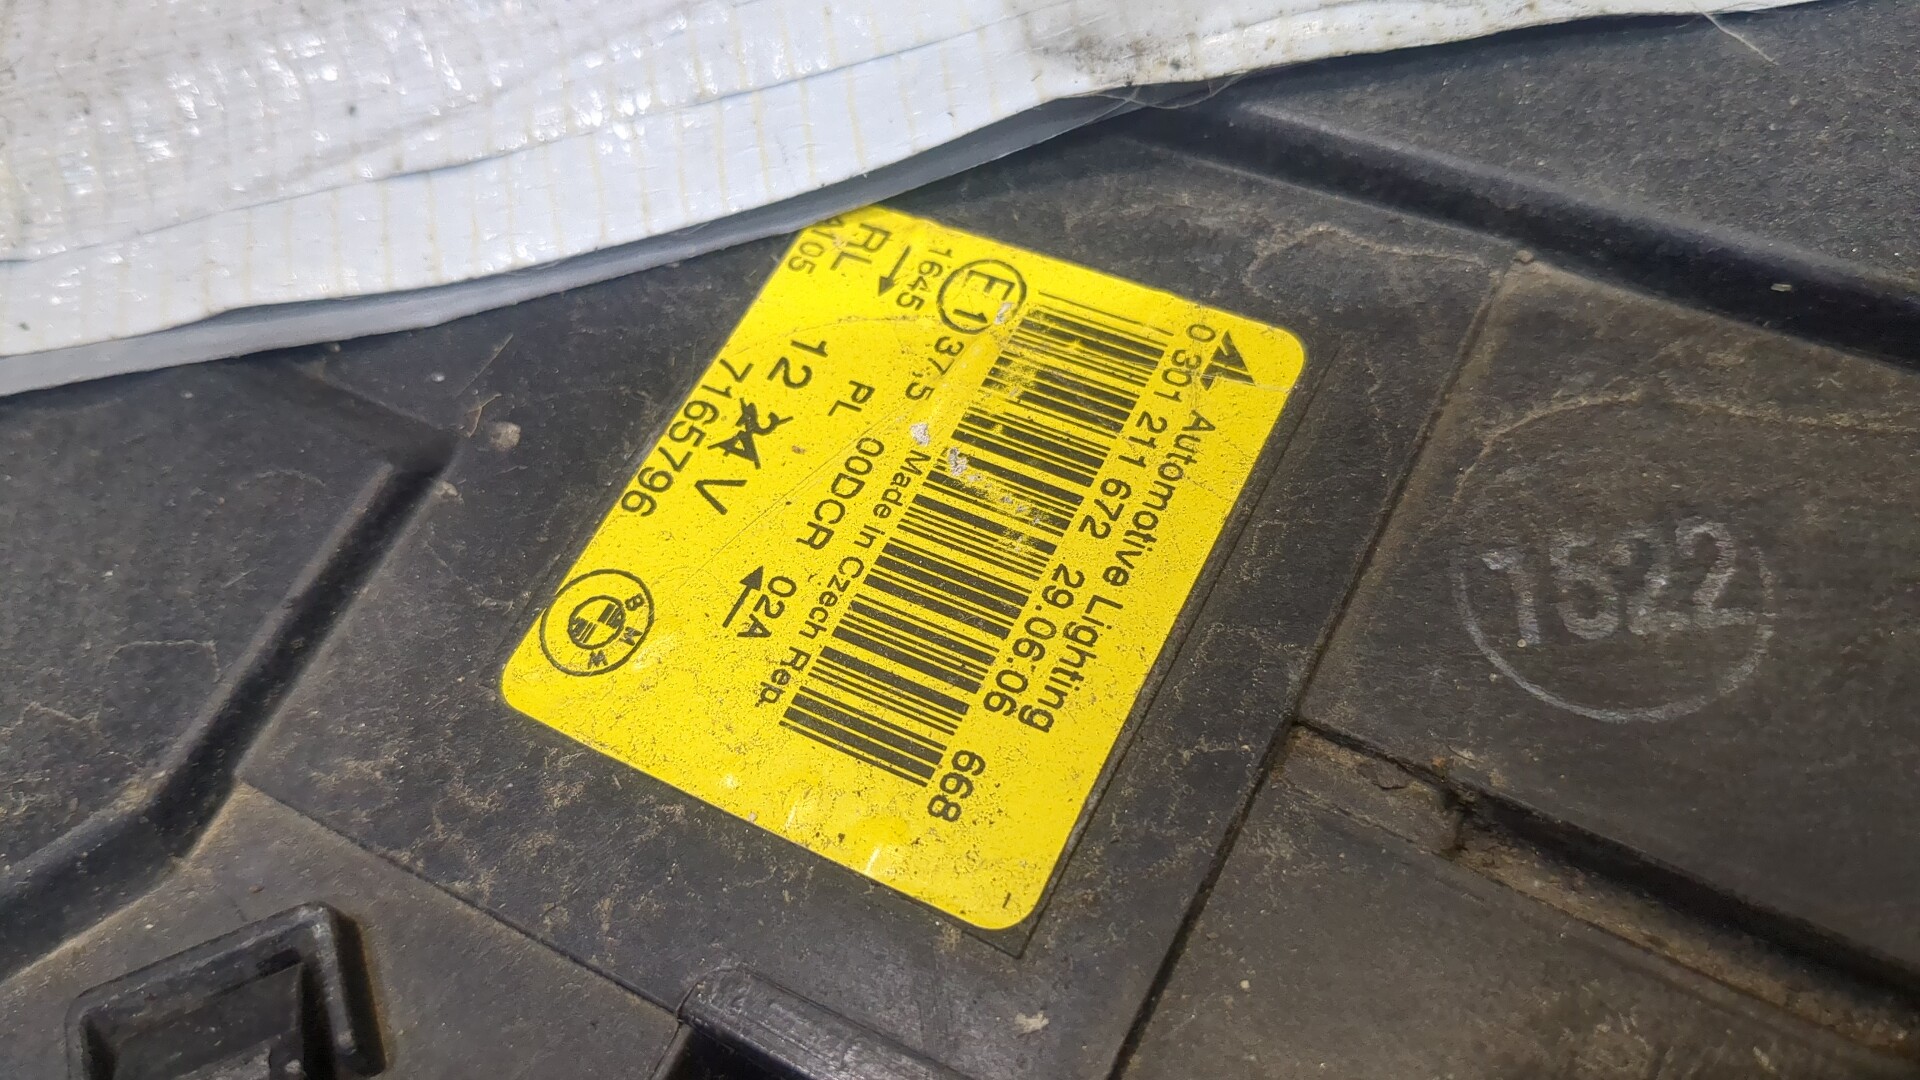 Automotive Lighting
0 301 211 672 29.06.06 668
Made in Czech Rep.
E1 37,5
1645
PL 00DCR 02A
RL
12 24 V
05
7165796
BMW
1522